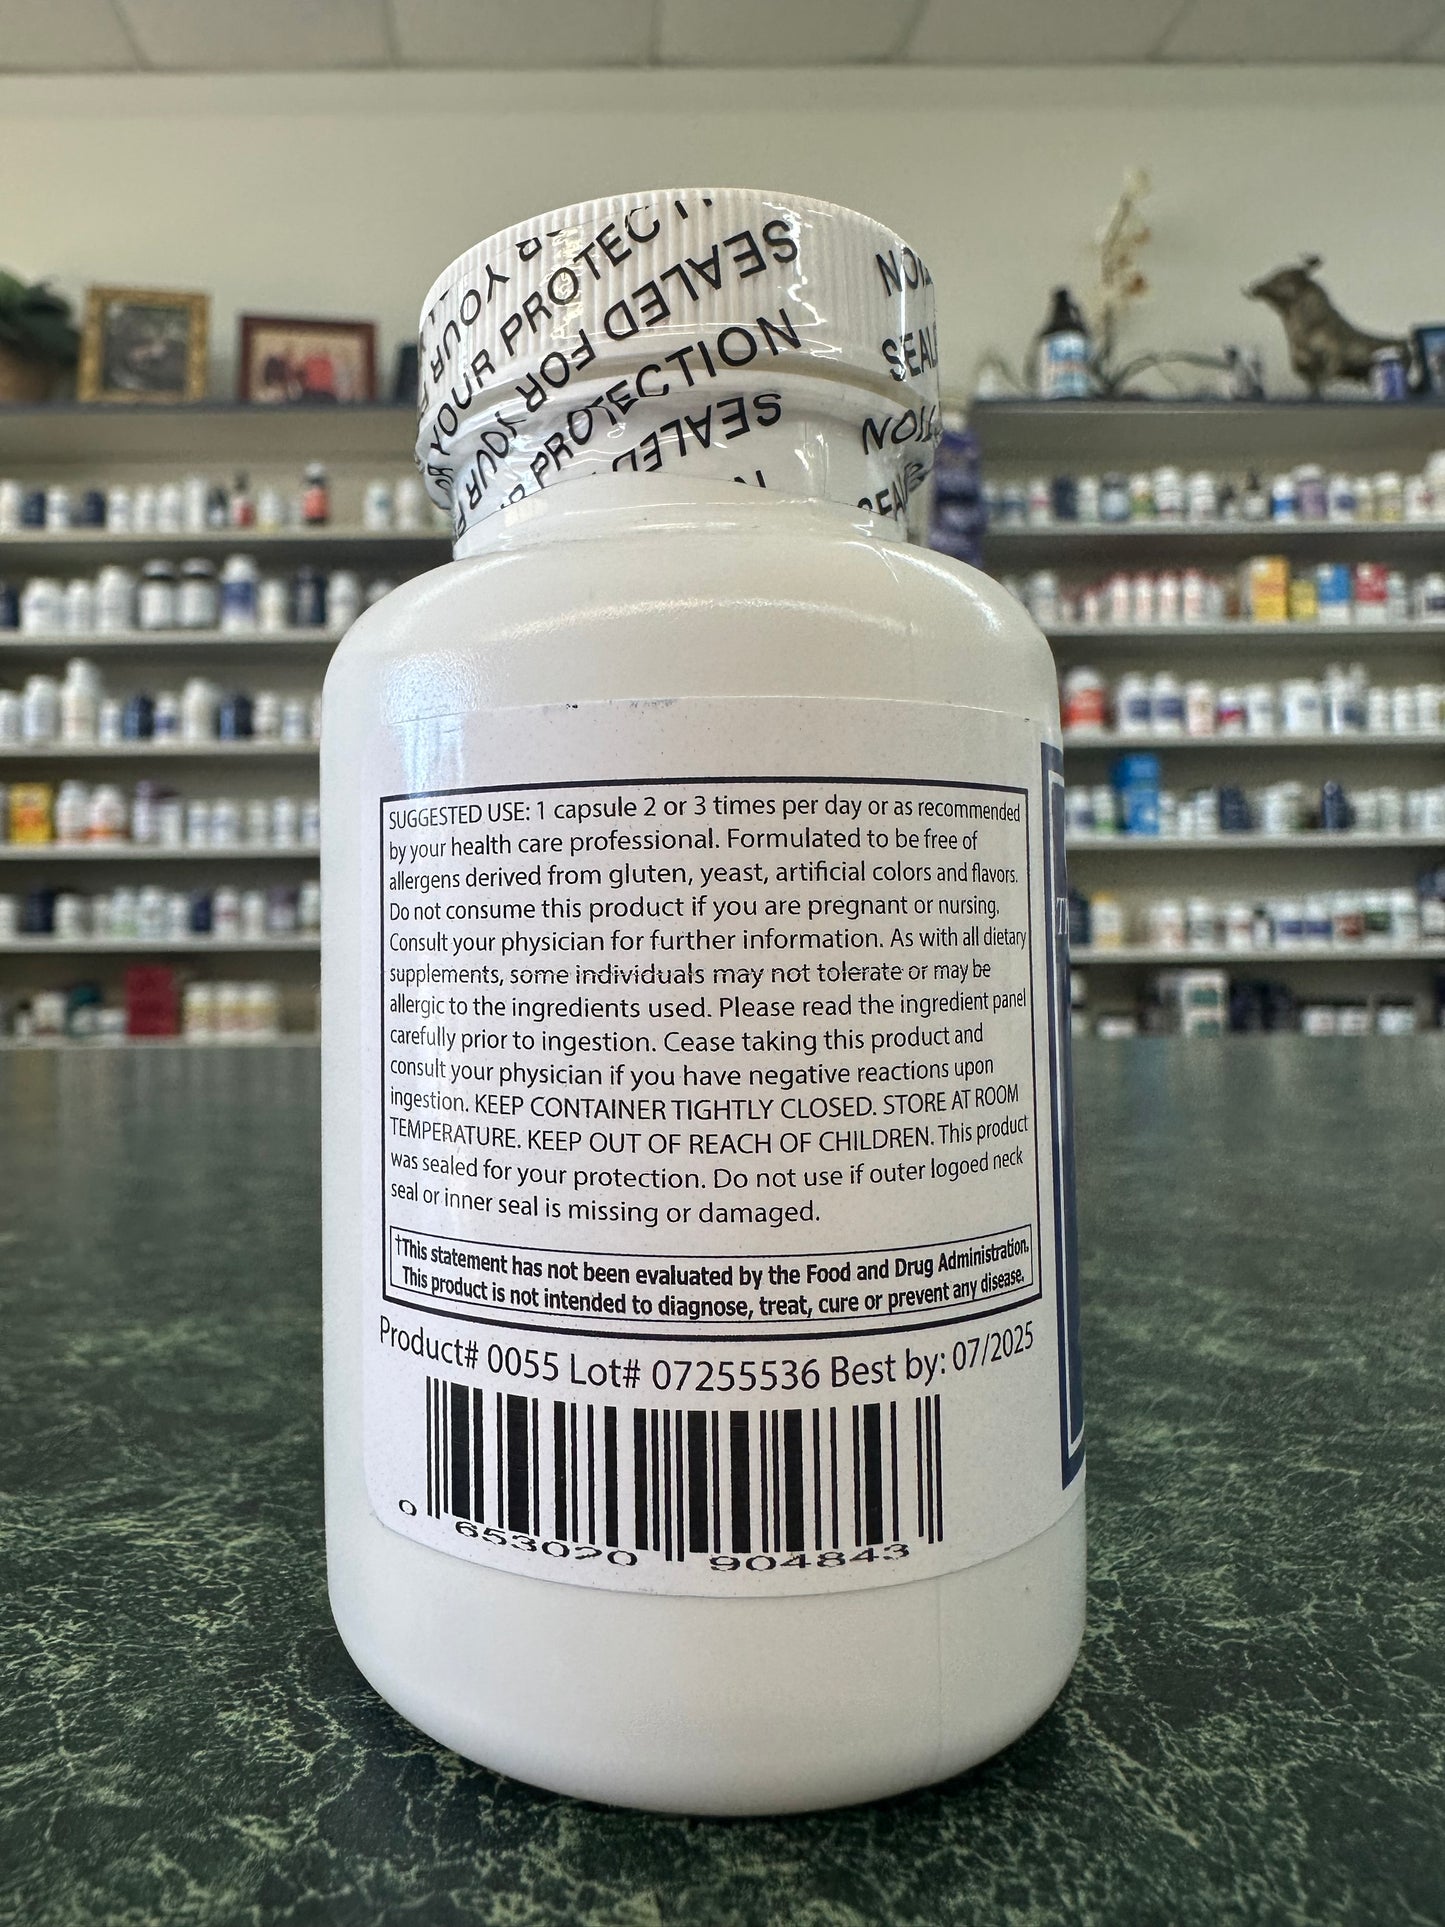 YOUR PROTECTI
SEALED FOR YOUR
PROTECTION
SEALED
SUGGESTED USE: 1 capsule 2 or 3 times per day or as recommended
by your health care professional. Formulated to be free of
allergens derived from gluten, yeast, artificial colors and flavors.
Do not consume this product if you are pregnant or nursing.
Consult your physician for further information. As with all dietary
supplements, some individuals may not tolerate or may be
allergic to the ingredients used. Please read the ingredient panel
carefully prior to ingestion. Cease taking this product and
consult your physician if you have negative reactions upon
ingestion. KEEP CONTAINER TIGHTLY CLOSED. STORE AT ROOM
TEMPERATURE. KEEP OUT OF REACH OF CHILDREN. This product
was sealed for your protection. Do not use if outer logoed neck
seal or inner seal is missing or damaged.
†This statement has not been evaluated by the Food and Drug Administration.
This product is not intended to diagnose, treat, cure or prevent any disease.
Product# 0055 Lot# 07255536 Best by: 07/2025
0 653020 904843